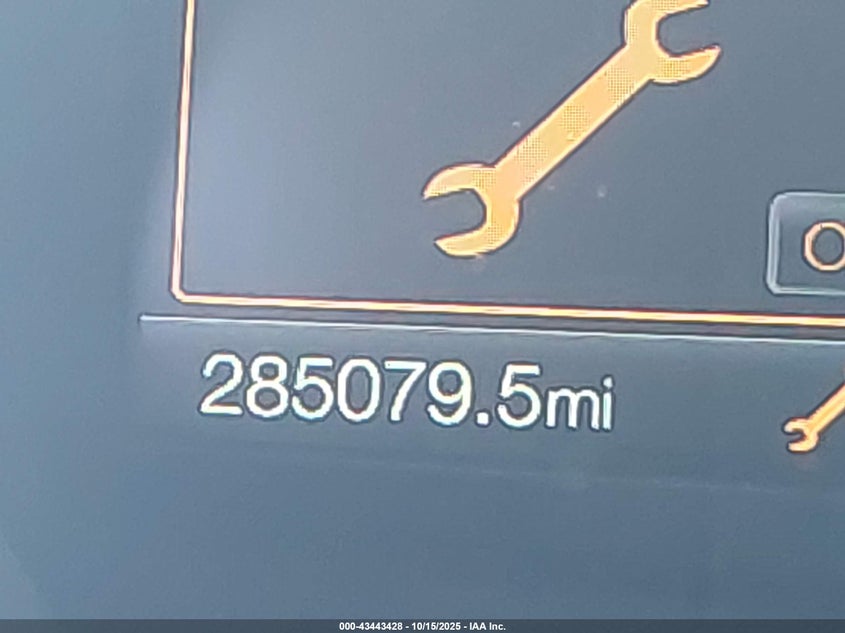 O
285079.5mi
000-43443428 - 10/15/2025 - IAA Inc.